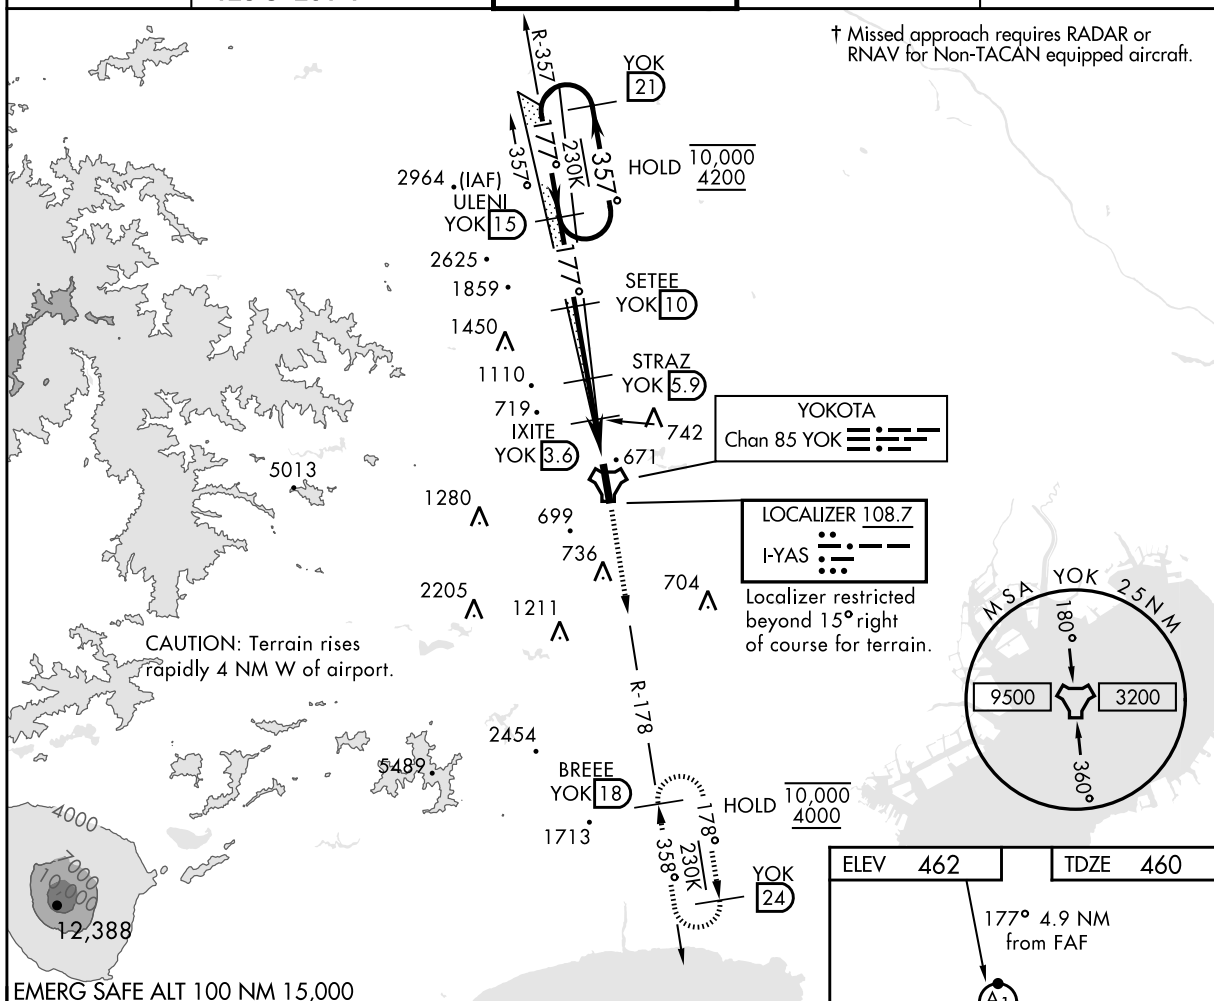 † Missed approach requires RADAR or
RNAV for Non-TACAN equipped aircraft.
R-357
YOK
21
357°
177°
230K
357°
HOLD 10,000
4200
2964
(IAF)
ULENI
YOK 15
2625
1859
177°
SETEE
YOK 10
1450
STRAZ
YOK 5.9
1110
719
742
IXITE
YOK 3.6
671
YOKOTA
Chan 85 YOK
5013
1280
699
736
LOCALIZER 108.7
I-YAS
Localizer restricted
beyond 15° right
of course for terrain.
704
2205
1211
CAUTION: Terrain rises
rapidly 4 NM W of airport.
MSA YOK 25NM
180°
9500
3200
360°
R-178
2454
5489
BREEE
YOK 18
1713
HOLD 10,000
4000
178°
230K
358°
YOK
24
4000
12,388
ELEV 462
TDZE 460
177° 4.9 NM
from FAF
EMERG SAFE ALT 100 NM 15,000